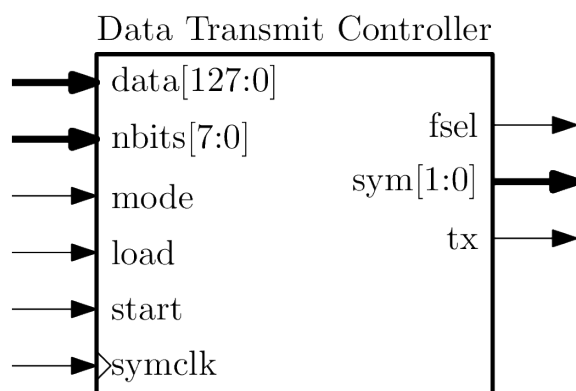 Data Transmit Controller
data[127:0]
nbits[7:0]
mode
load
start
symclk
fsel
sym[1:0]
tx